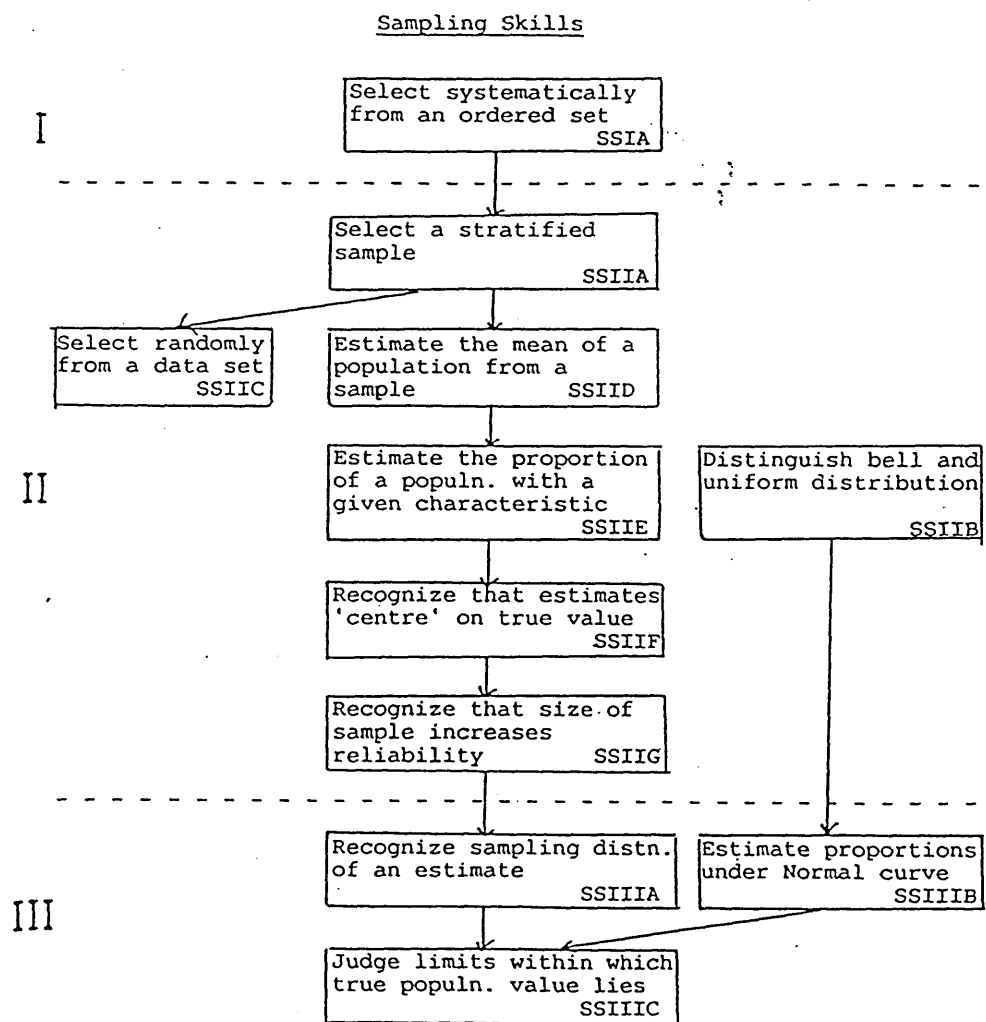 Sampling Skills
I
Select systematically
from an ordered set
SSIA
Select a stratified
sample
SSIIA
Select randomly
from a data set
SSIIC
Estimate the mean of a
population from a
sample SSIID
II
Estimate the proportion
of a populn. with a
given characteristic
SSIIE
Distinguish bell and
uniform distribution
SSIIB
Recognize that estimates
'centre' on true value
SSIIF
Recognize that size of
sample increases
reliability SSIIG
III
Recognize sampling distn.
of an estimate
SSIIIA
Estimate proportions
under Normal curve
SSIIIB
Judge limits within which
true populn. value lies
SSIIIC